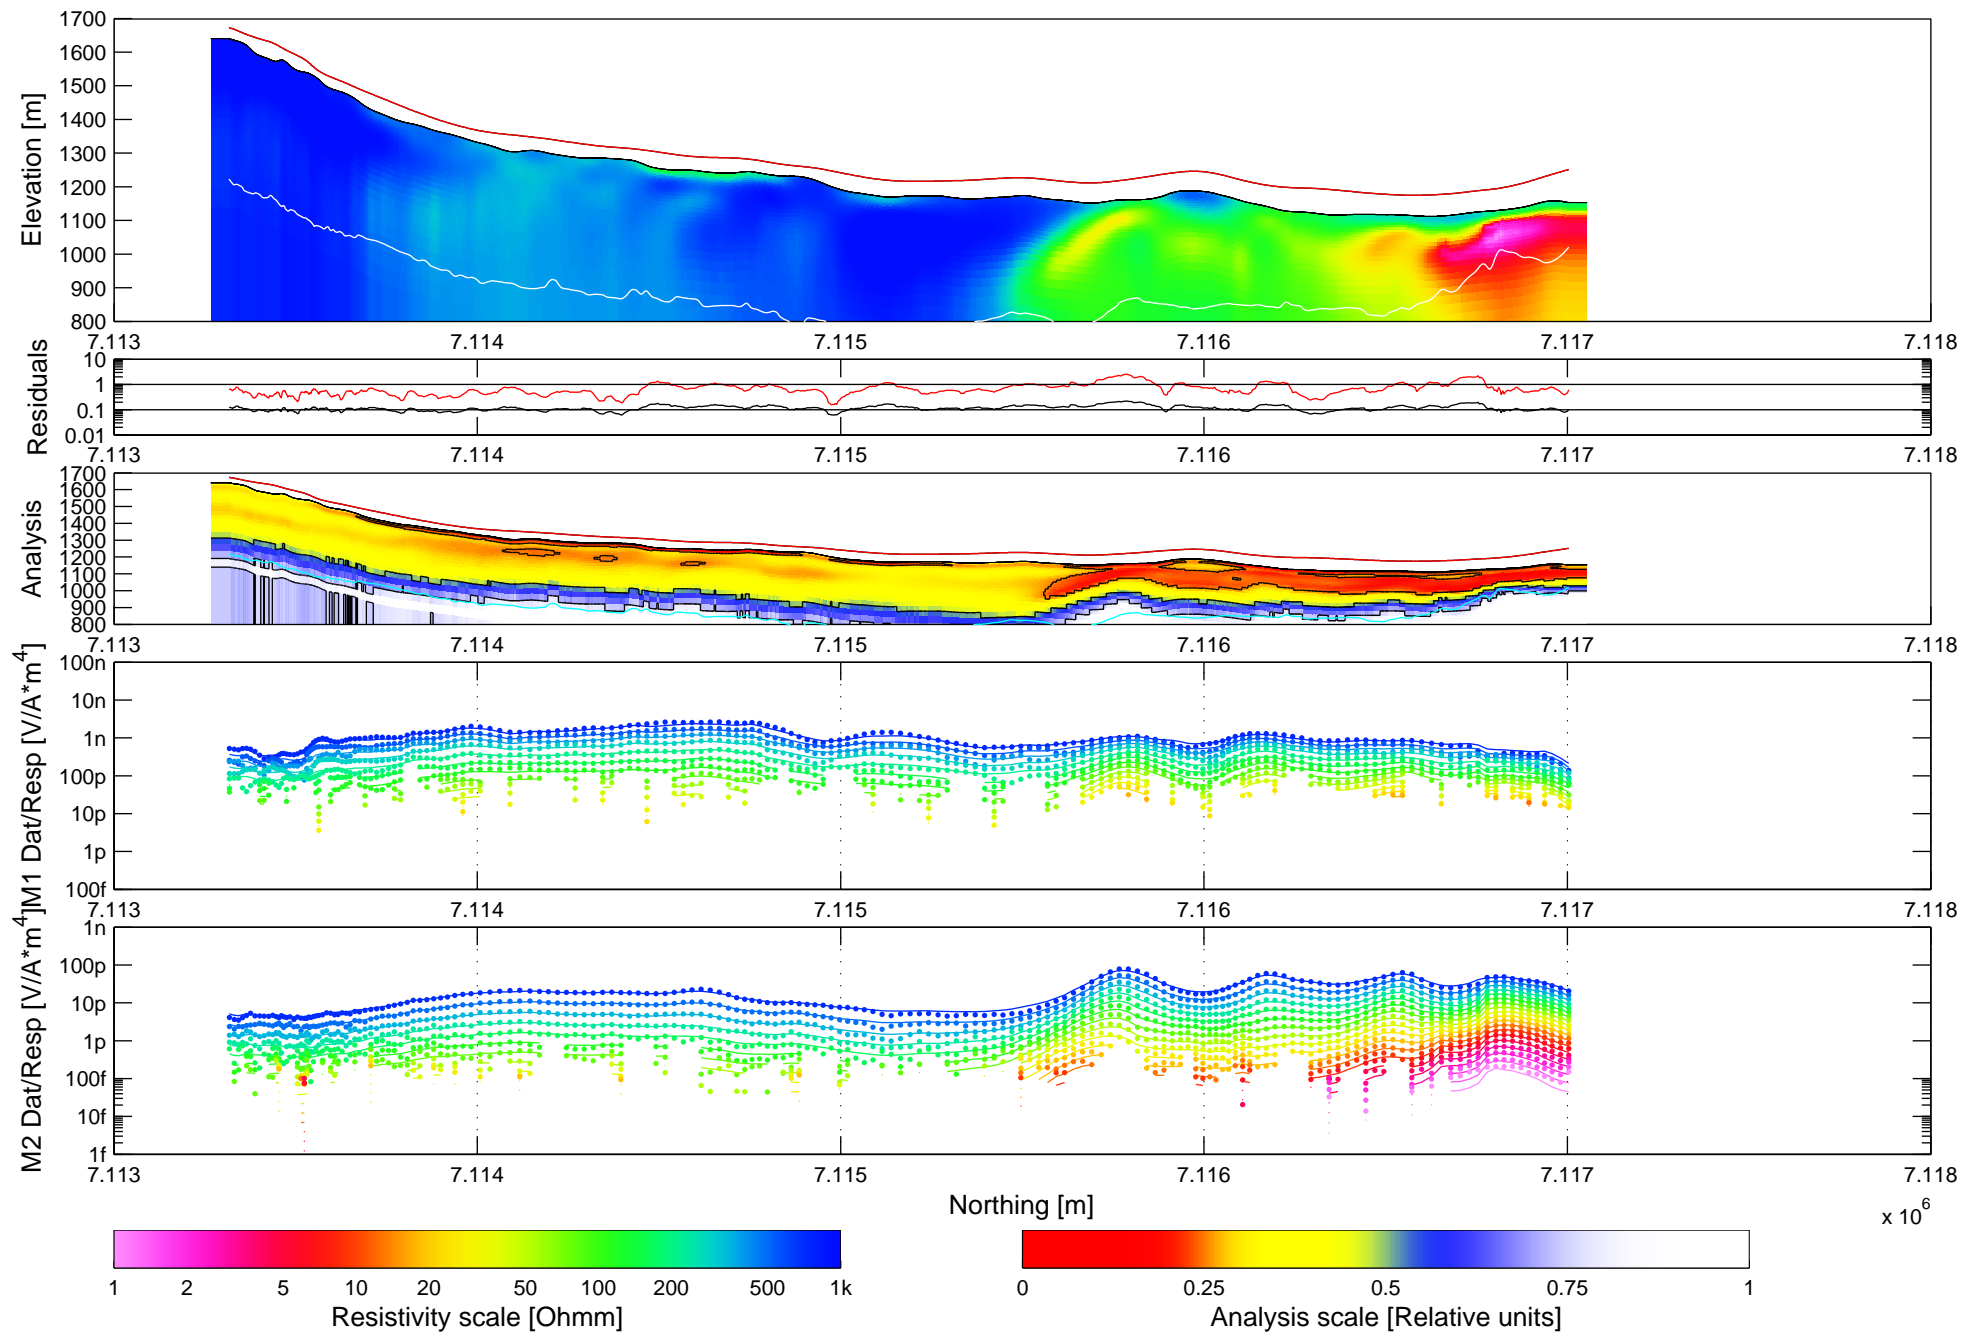 1700
1600
1500
1400
1300
1200
1100
1000
900
800
Elevation [m]
7.113 7.114 7.115 7.116 7.117 7.118
10
1
0.1
0.01
Residuals
7.113 7.114 7.115 7.116 7.117 7.118
1700
1600
1500
1400
1300
1200
1100
1000
900
800
Analysis
7.113 7.114 7.115 7.116 7.117 7.118
100n
10n
1n
100p
10p
1p
100f
M1 Dat/Resp [V/A*m^4]
7.113 7.114 7.115 7.116 7.117 7.118
1n
100p
10p
1p
100f
10f
1f
M2 Dat/Resp [V/A*m^4]
7.113 7.114 7.115 7.116 7.117 7.118
Northing [m]
x 10^6
1 2 5 10 20 50 100 200 500 1k
Resistivity scale [Ohmm]
0 0.25 0.5 0.75 1
Analysis scale [Relative units]